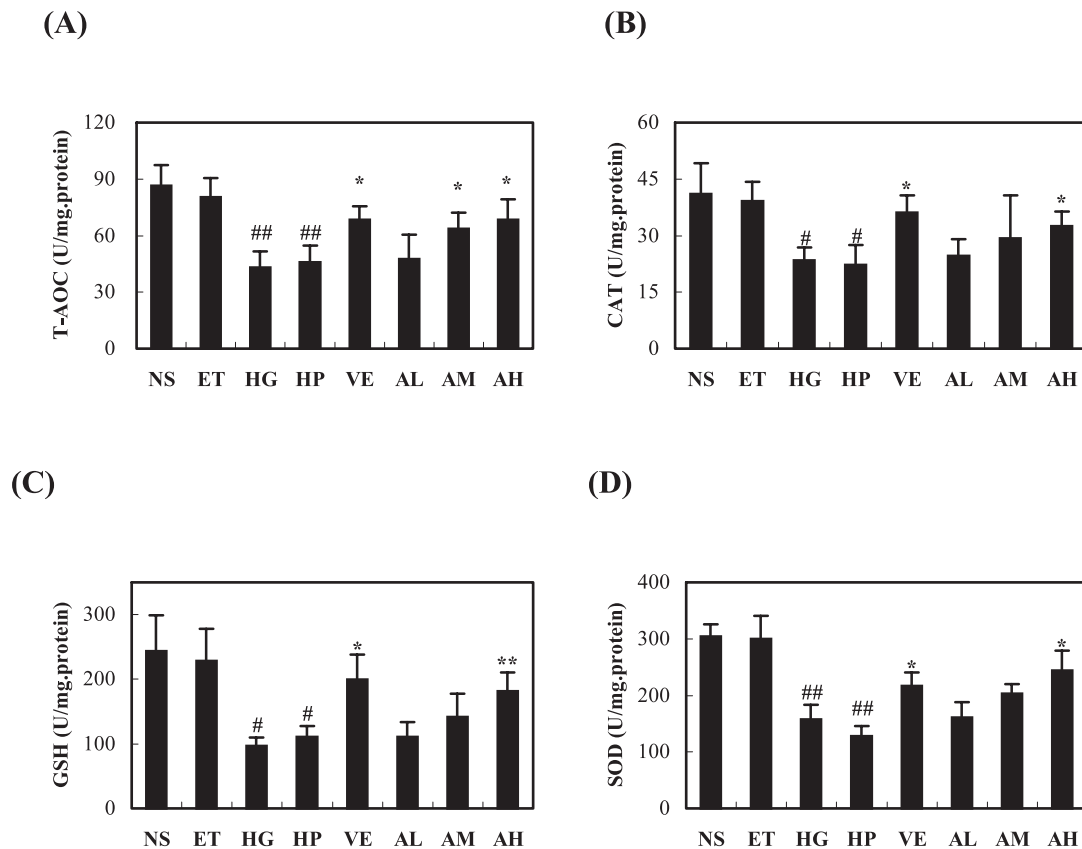 (A)
T-AOC (U/mg.protein)
120
90
60
30
0
## ## * * *
NS ET HG HP VE AL AM AH
(B)
CAT (U/mg.protein)
60
45
30
15
0
# # * *
NS ET HG HP VE AL AM AH
(C)
GSH (U/mg.protein)
300
200
100
0
# # * **
NS ET HG HP VE AL AM AH
(D)
SOD (U/mg.protein)
400
300
200
100
0
## ## * *
NS ET HG HP VE AL AM AH